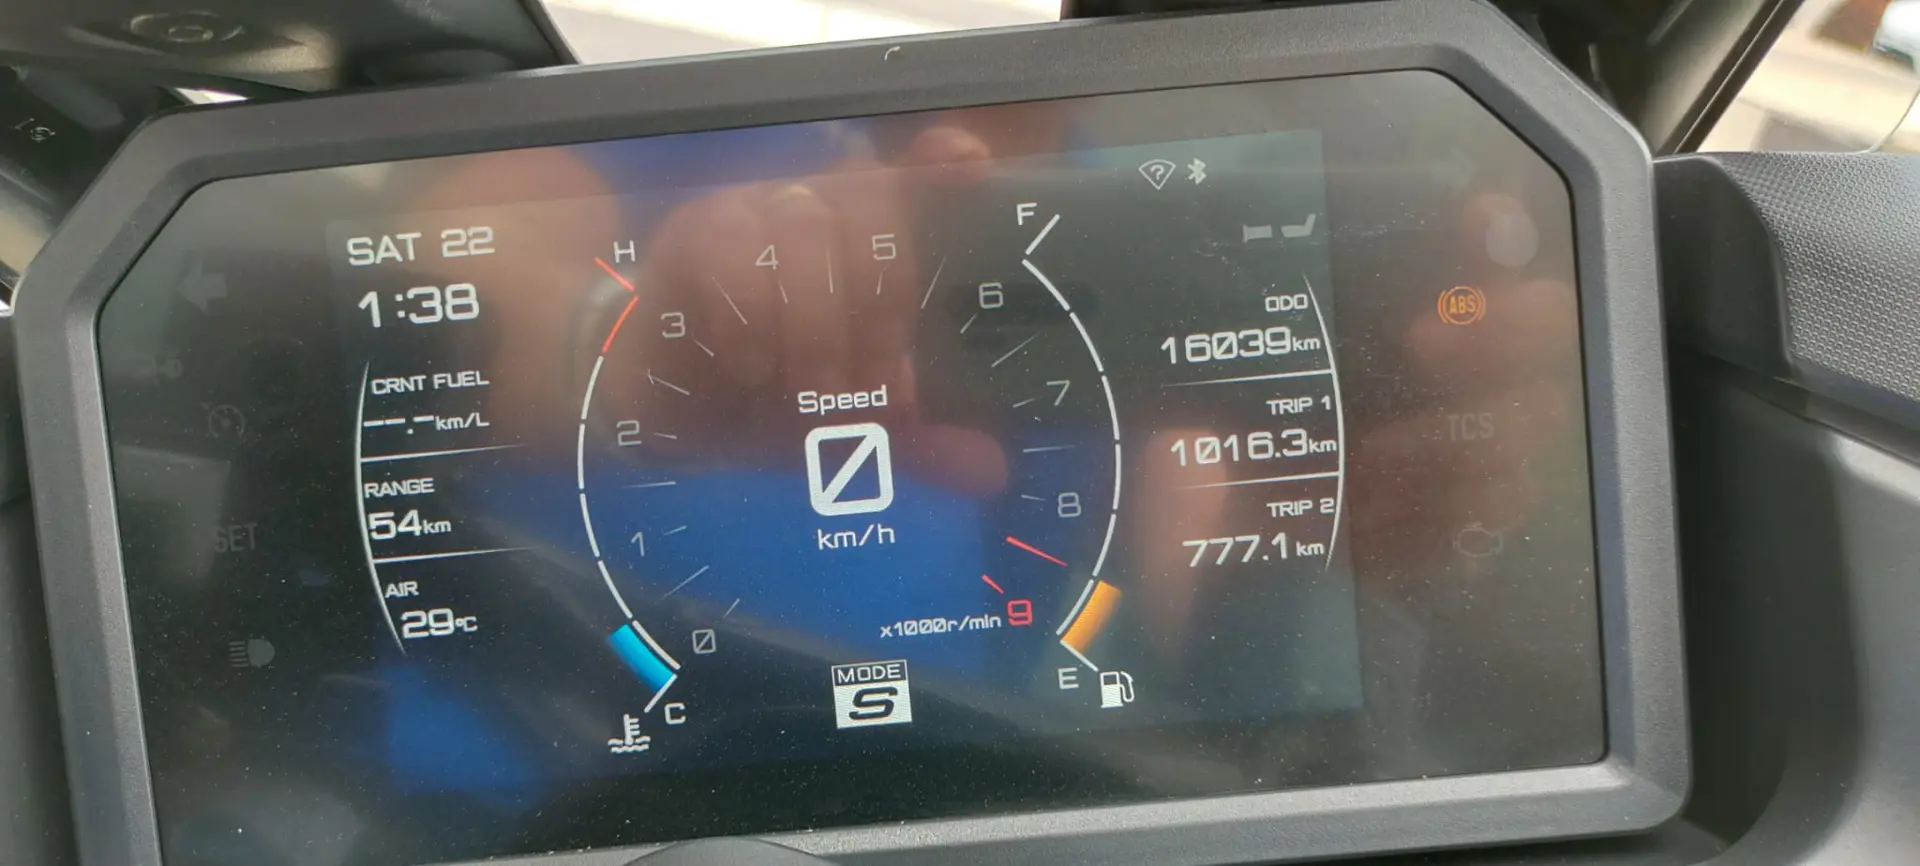 SAT 22
1:38
CRNT FUEL
--.-km/L
RANGE
54km
AIR
29°C
H
C
0
1
2
3
4
5
6
7
8
9
x1000r/min
Speed
0
km/h
MODE
S
F
E
ODO
16039km
TRIP 1
1016.3km
TRIP 2
777.1km
ABS
TCS
SET